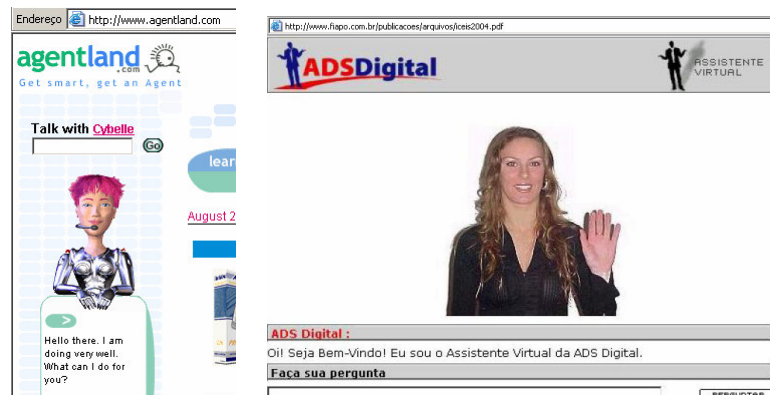 Endereço http://www.agentland.com
agentland
.com
Get smart, get an Agent
Talk with Cybelle
Go
lear
August 2
Hello there. I am
doing very well.
What can I do for
you?
http://www.fiapo.com.br/publicacoes/arquivos/iceis2004.pdf
ADSDigital
ASSISTENTE
VIRTUAL
ADS Digital :
Oi! Seja Bem-Vindo! Eu sou o Assistente Virtual da ADS Digital.
Faça sua pergunta
PERGUNTAR